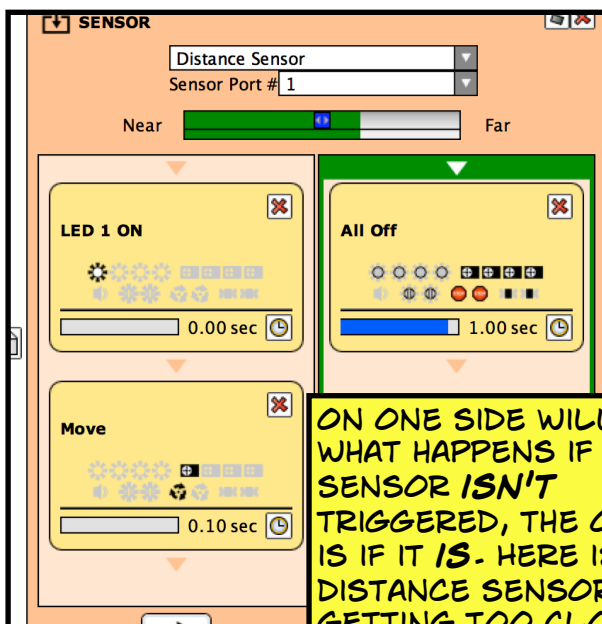 SENSOR
Distance Sensor
Sensor Port # 1
Near
Far
LED 1 ON
0.00 sec
All Off
1.00 sec
Move
0.10 sec
ON ONE SIDE WILL
WHAT HAPPENS IF
SENSOR ISN'T
TRIGGERED, THE
IS IF IT IS. HERE
DISTANCE SENSOR
GETTING TOO